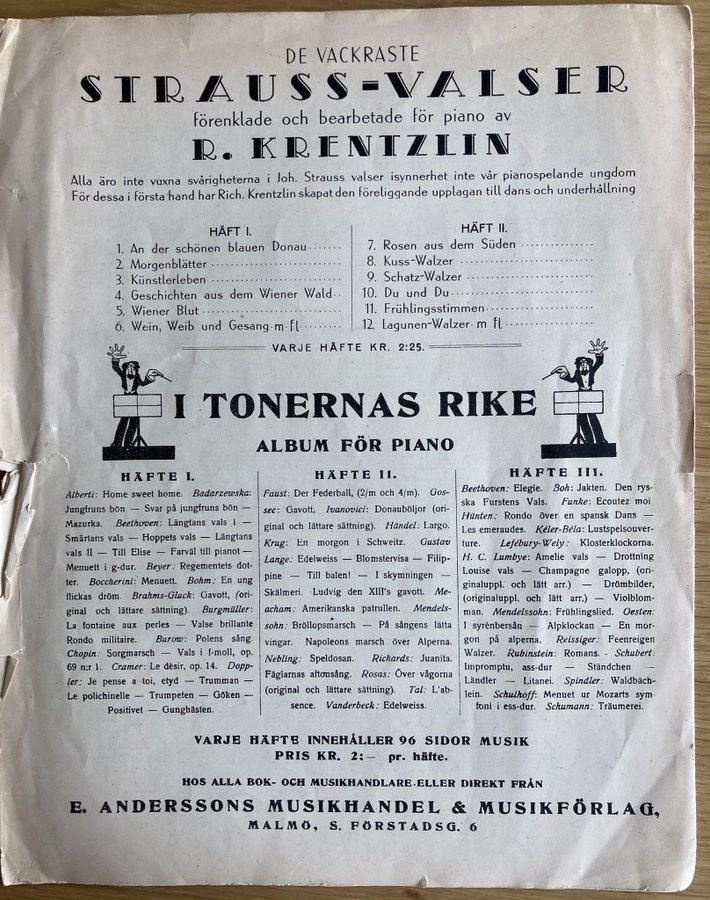 DE VACKRASTE
STRAUSS=VALSER
förenklade och bearbetade för piano av
R. KRENTZLIN
Alla äro inte vuxna svårigheterna i Joh. Strauss valser isynnerhet inte vår pianospelande ungdom
För dessa i första hand har Rich. Krentzlin skapat den föreliggande upplagan till dans och underhållning
HÄFT I.
1. An der schönen blauen Donau
2. Morgenblätter
3. Künstlerleben
4. Geschichten aus dem Wiener Wald
5. Wiener Blut
6. Wein, Weib und Gesang m fl
HÄFT II.
7. Rosen aus dem Süden
8. Kuss-Walzer
9. Schatz-Walzer
10. Du und Du
11. Frühlingsstimmen
12. Lagunen-Walzer m fl
VARJE HÄFTE KR. 2:25.
I TONERNAS RIKE
ALBUM FÖR PIANO
HÄFTE I.
Alberti: Home sweet home. Badarzewska:
Jungfruns bön — Svar på jungfruns bön —
Mazurka. Beethoven: Längtans vals I —
Smärtans vals — Hoppets vals — Längtans
vals II — Till Elise — Farväl till pianot —
Menuett i g-dur. Beyer: Regementets dot-
ter. Boccherini: Menuett. Bohm: En ung
flickas dröm. Brahms-Gluck: Gavott, (ori-
ginal och lättare sättning). Burgmüller:
La fontaine aux perles — Valse brillante
Rondo militaire. Burow: Polens sång.
Chopin: Sorgmarsch — Vals i f-moll, op.
69 n:r 1. Cramer: Le dèsir, op. 14. Dopp-
ler: Je pense a toi, etyd — Trumman —
Le polichinelle — Trumpeten — Göken —
Positivet — Gunghästen.
HÄFTE II.
Faust: Der Federball, (2/m och 4/m). Gos-
sec: Gavott. Ivanovici: Donauböljor (ori-
ginal och lättare sättning). Händel: Largo.
Krug: En morgon i Schweitz. Gustav
Lange: Edelweiss — Blomstervisa — Filip-
pine — Till balen! — I skymningen —
Skälmeri. Ludvig den XIII's gavott. Me-
acham: Amerikanska patrullen. Mendels-
sohn: Bröllopsmarsch — På sångens lätta
vingar. Napoleons marsch över Alperna.
Nebling: Speldosan. Richards: Juanita.
Fåglarnas aftonsång. Rosas: Över vågorna
(original och lättare sättning). Tal: L'ab-
sence. Vanderbeck: Edelweiss.
HÄFTE III.
Beethoven: Elegie. Boh: Jakten. Den rys-
ska Furstens Vals. Funke: Ecoutez moi
Hünten: Rondo över en spansk Dans —
Les emeraudes. Kéler-Béla: Lustspelsouver-
ture. Lefébury-Wely: Klosterklockorna.
H. C. Lumbye: Amelie vals — Drottning
Louise vals — Champagne galopp, (ori-
ginaluppl. och lätt arr.) — Drömbilder,
(originaluppl. och lätt arr.) — Violblom-
man. Mendelssohn: Frühlingslied. Oesten:
I syrènbersån — Alpklockan — En mor-
gon på alperna. Reissiger: Feenreigen
Walzer. Rubinstein: Romans. Schubert:
Impromptu, ass-dur — Ständchen —
Ländler — Litanei. Spindler: Waldbäch-
lein. Schulhoff: Menuet ur Mozarts sym
foni i ess-dur. Schumann: Träumerei.
VARJE HÄFTE INNEHÅLLER 96 SIDOR MUSIK
PRIS KR. 2:— pr. häfte.
HOS ALLA BOK- OCH MUSIKHANDLARE ELLER DIREKT FRÅN
E. ANDERSSONS MUSIKHANDEL & MUSIKFÖRLAG,
MALMÖ, S. FÖRSTADSG. 6